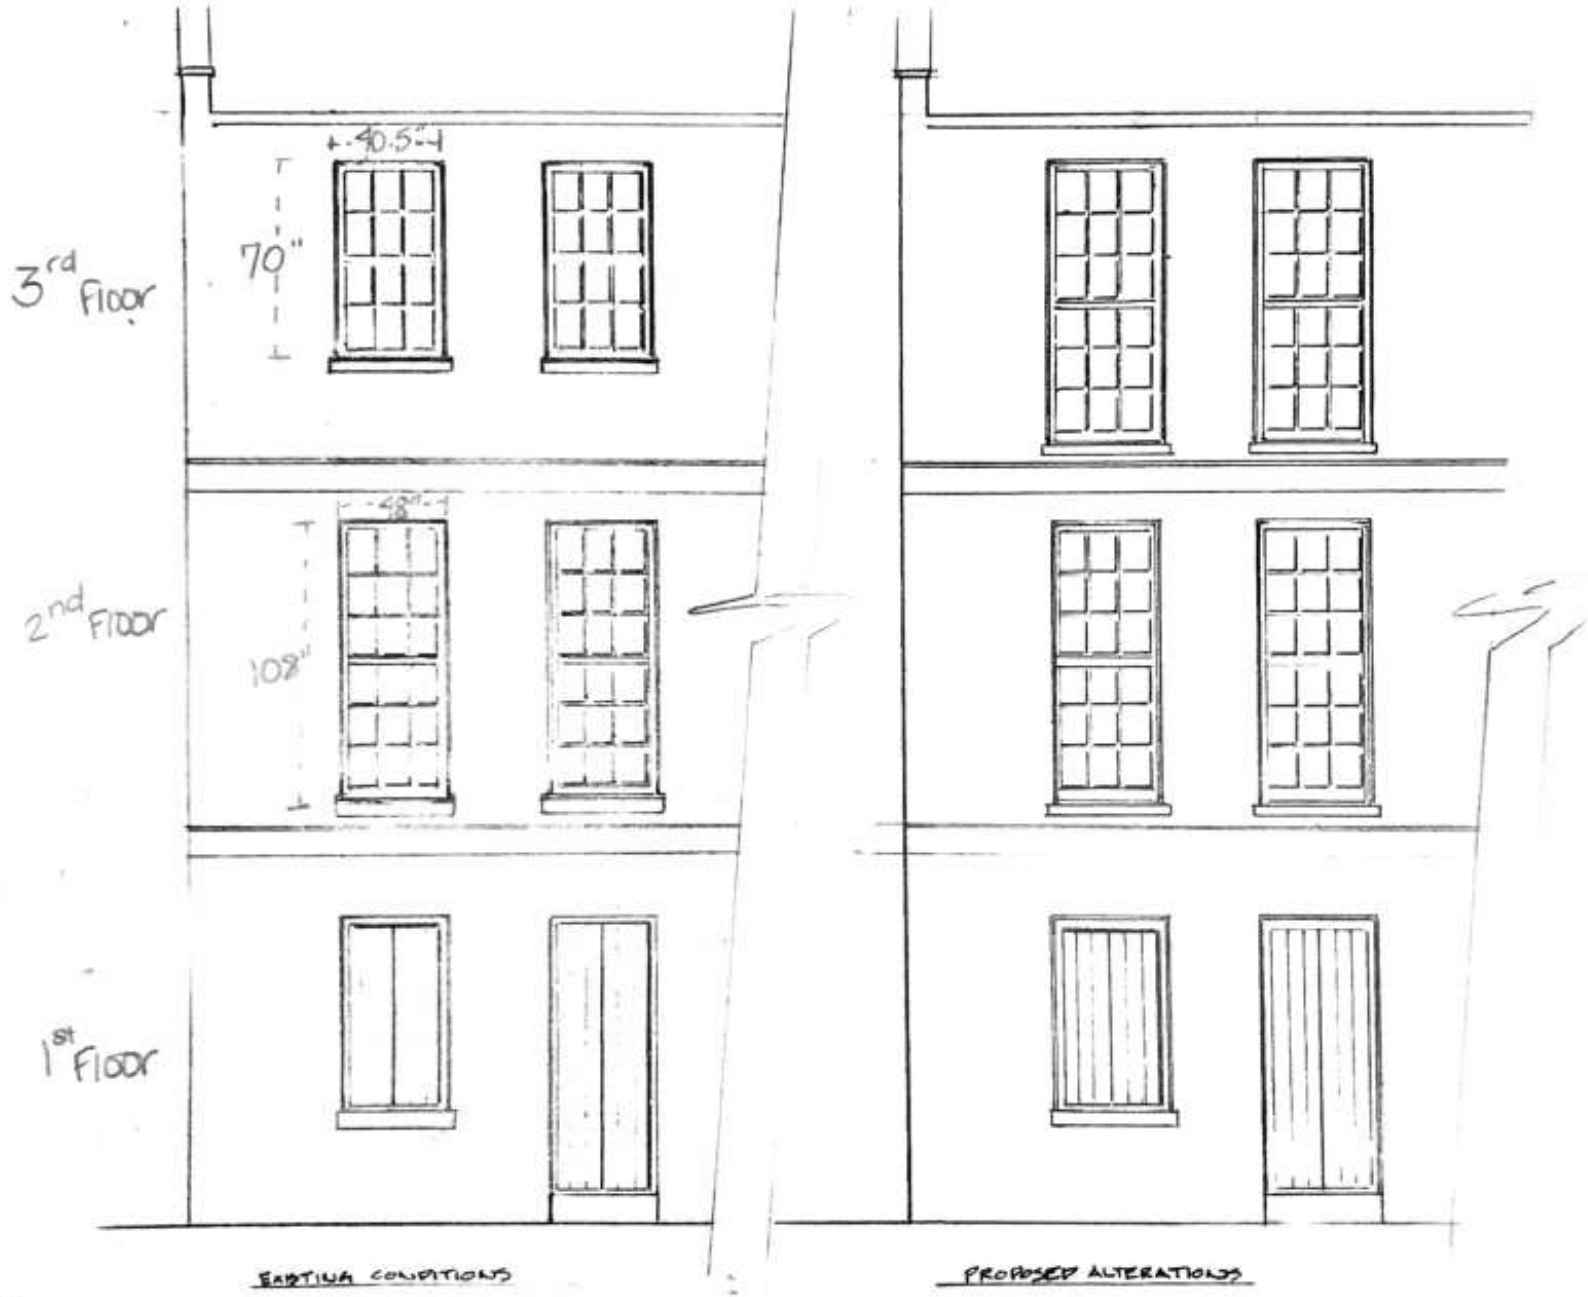 40.5"
70"
3rd Floor
48"
2nd Floor
108"
1st Floor
EXISTING CONDITIONS
PROPOSED ALTERATIONS